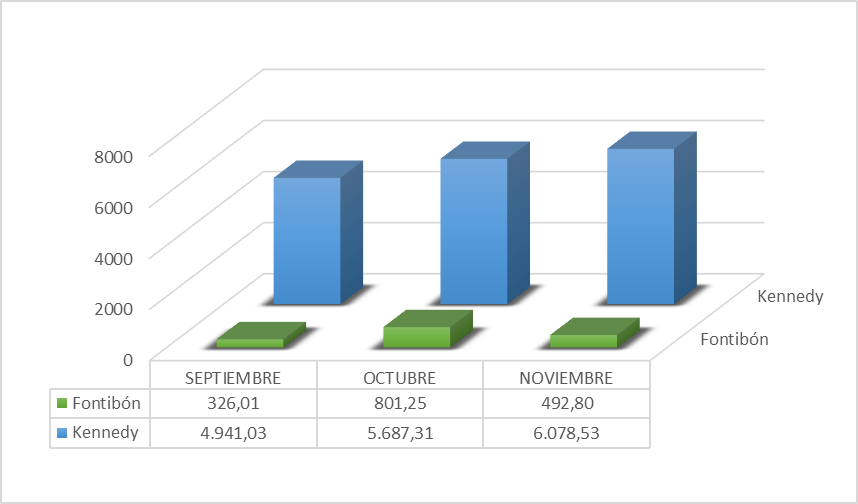 8000
6000
4000
2000
0
Kennedy
Fontibón
SEPTIEMBRE OCTUBRE NOVIEMBRE
Fontibón 326,01 801,25 492,80
Kennedy 4.941,03 5.687,31 6.078,53